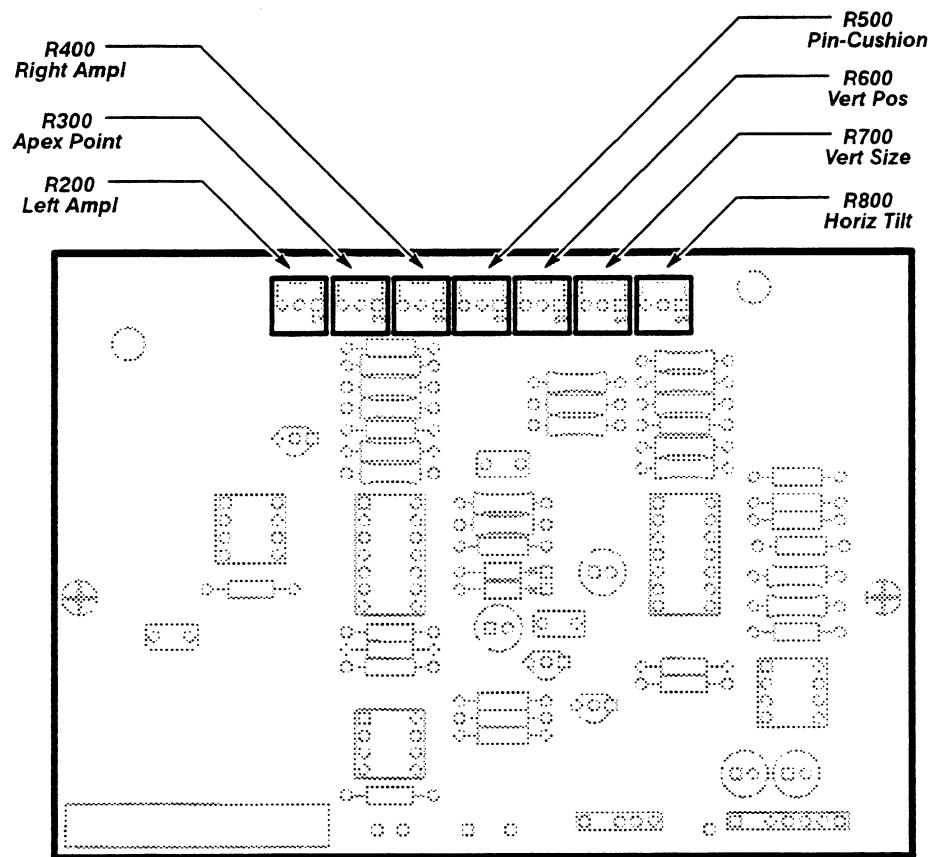 R400
Right Ampl
R300
Apex Point
R200
Left Ampl
R500
Pin-Cushion
R600
Vert Pos
R700
Vert Size
R800
Horiz Tilt